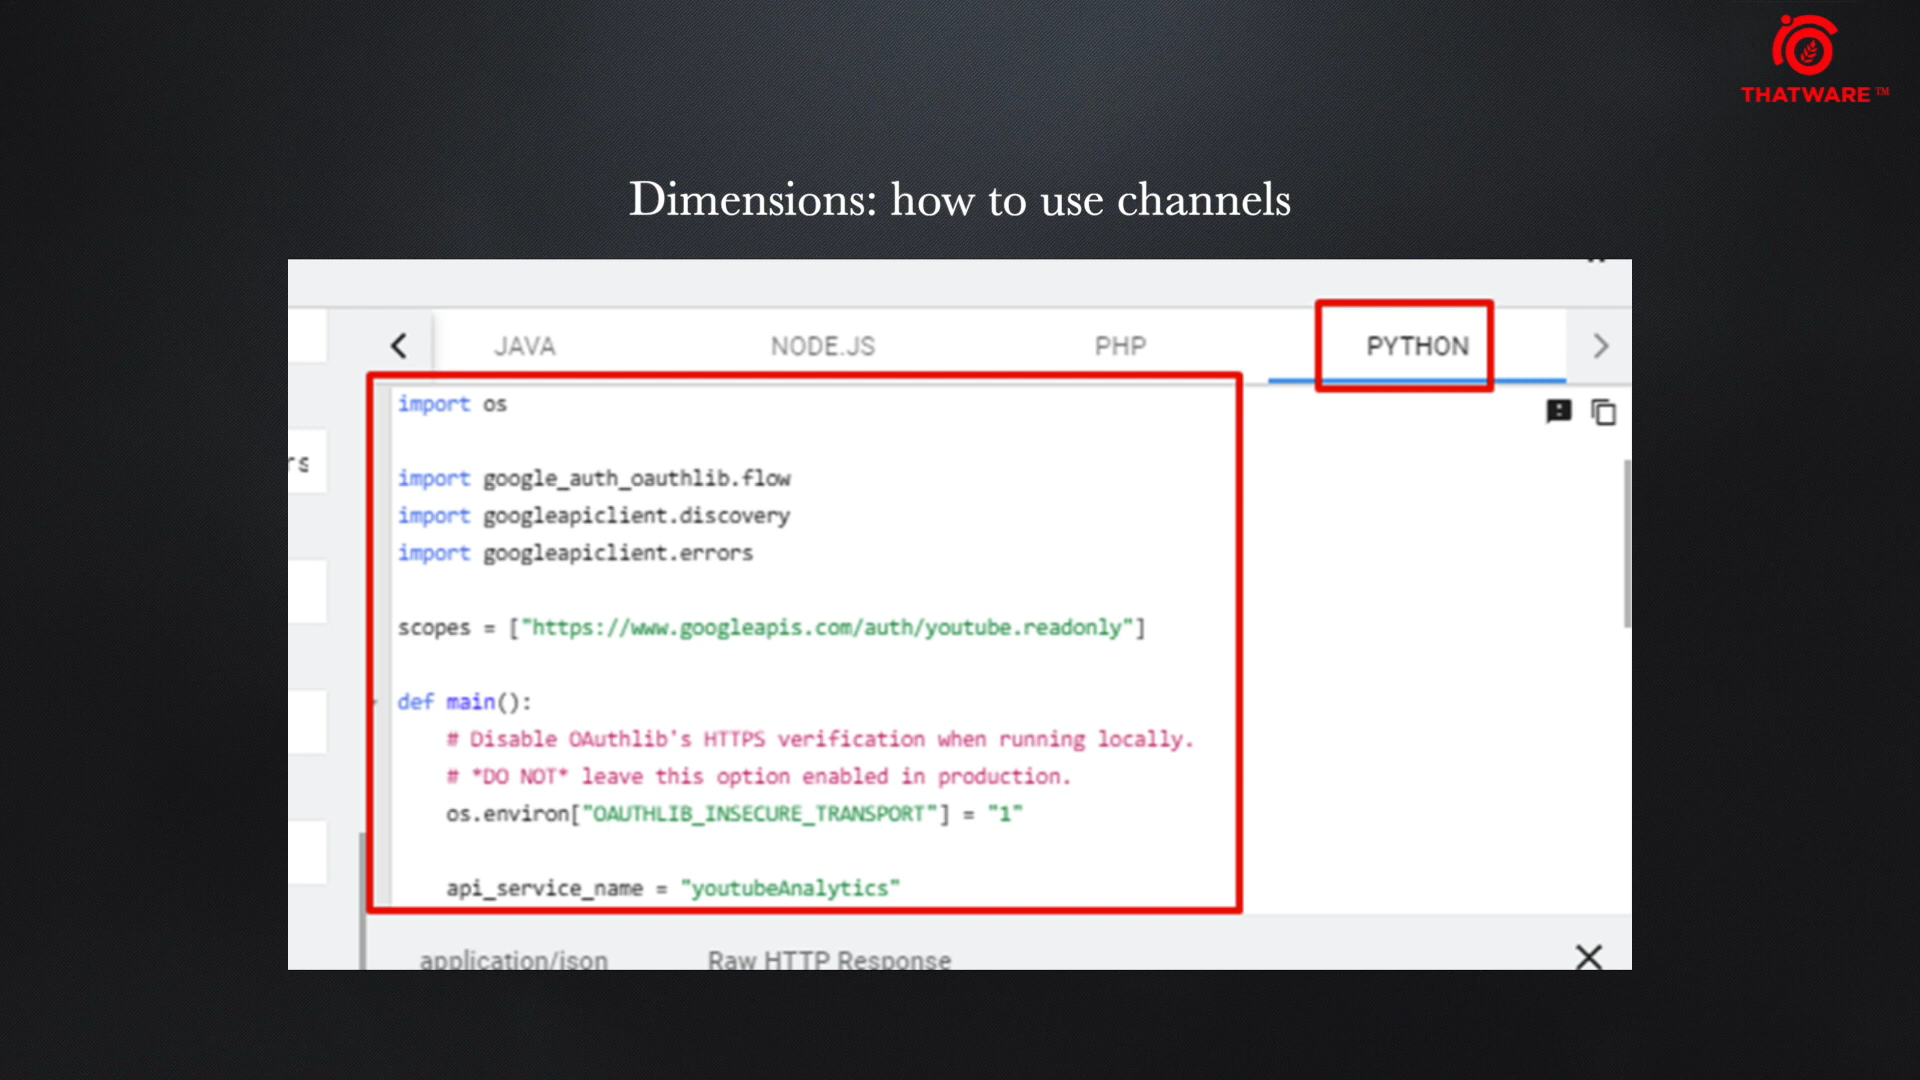 THATWARE™
Dimensions: how to use channels
JAVA NODE.JS PHP PYTHON
import os
rs
import google_auth_oauthlib.flow
import googleapiclient.discovery
import googleapiclient.errors
scopes = ["https://www.googleapis.com/auth/youtube.readonly"]
def main():
# Disable OAuthlib's HTTPS verification when running locally.
# *DO NOT* leave this option enabled in production.
os.environ["OAUTHLIB_INSECURE_TRANSPORT"] = "1"
api_service_name = "youtubeAnalytics"
application/json Raw HTTP Response